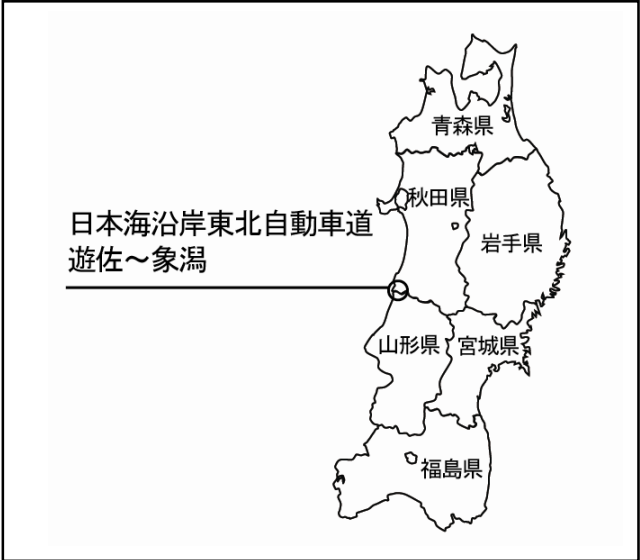 青森県
秋田県
日本海沿岸東北自動車道
遊佐～象潟
岩手県
山形県
宮城県
福島県